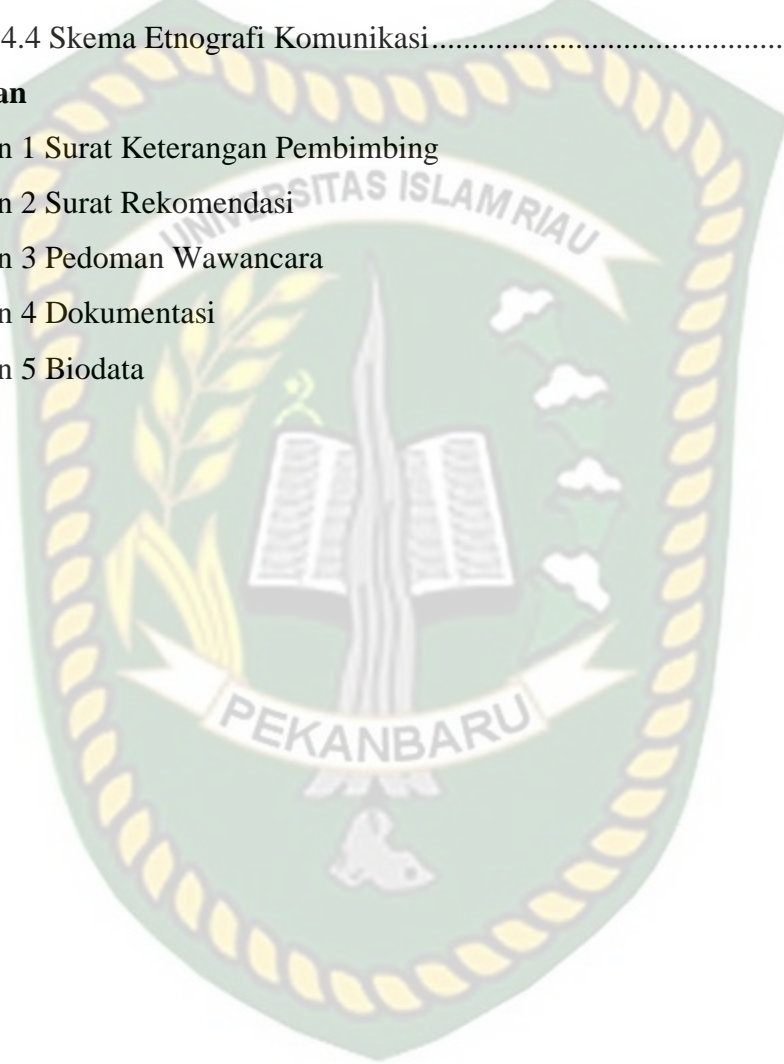 4.4 Skema Etnografi Komunikasi.....................................
an
n 1 Surat Keterangan Pembimbing
n 2 Surat Rekomendasi
n 3 Pedoman Wawancara
n 4 Dokumentasi
n 5 Biodata
UNIVERSITAS ISLAM RIAU
PEKANBARU